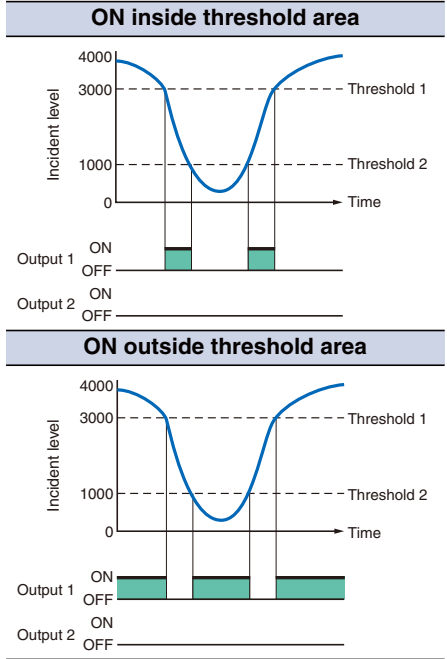 ON inside threshold area
Incident level
4000
3000
Threshold 1
1000
Threshold 2
0
Time
Output 1
ON
OFF
Output 2
ON
OFF
ON outside threshold area
Incident level
4000
3000
Threshold 1
1000
Threshold 2
0
Time
Output 1
ON
OFF
Output 2
ON
OFF